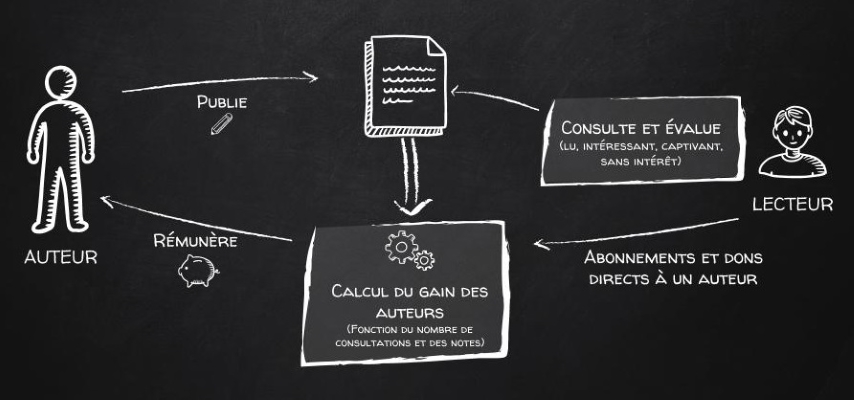 Publie
Consulte et évalue
(lu, intéressant, captivant,
sans intérêt)
LECTEUR
AUTEUR
Rémunère
Abonnements et dons
directs à un auteur
Calcul du gain des
auteurs
(Fonction du nombre de
consultations et des notes)